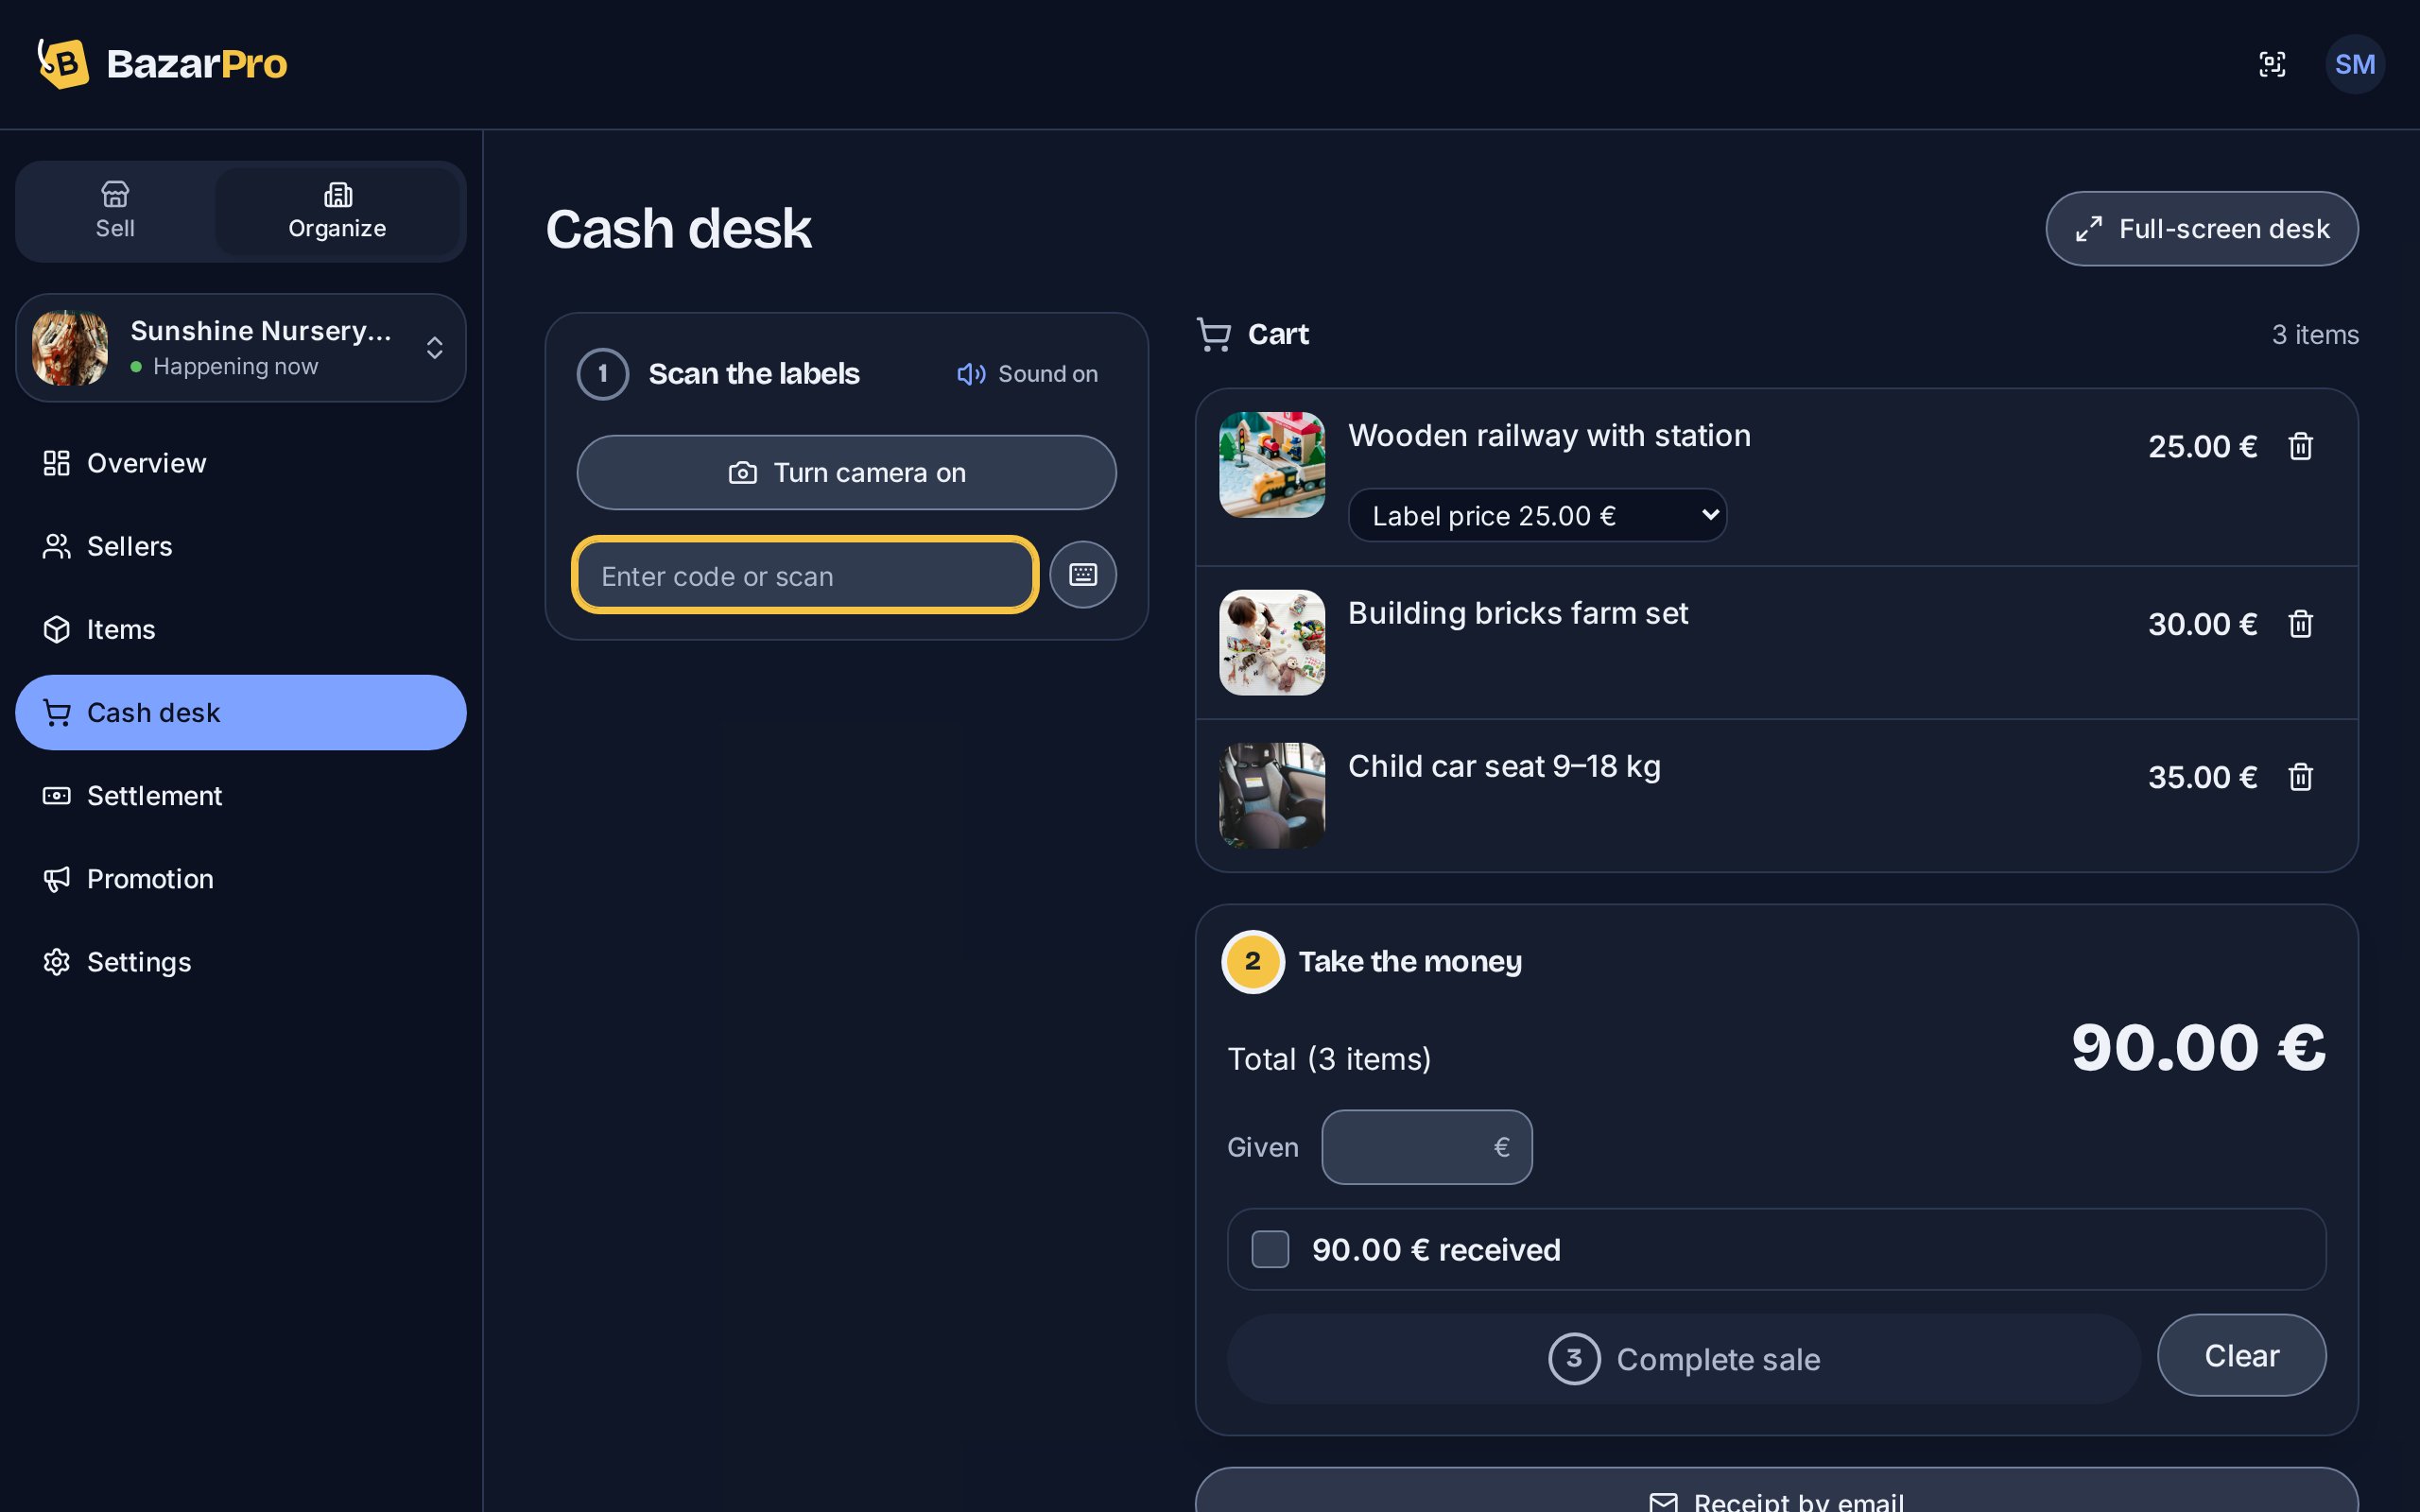 B BazarPro
SM
Sell
Organize
Sunshine Nursery...
Happening now
Overview
Sellers
Items
Cash desk
Settlement
Promotion
Settings
Cash desk
Full-screen desk
1 Scan the labels
Sound on
Turn camera on
Enter code or scan
Cart
3 items
Wooden railway with station
25.00 €
Label price 25.00 €
Building bricks farm set
30.00 €
Child car seat 9–18 kg
35.00 €
2 Take the money
Total (3 items)
90.00 €
Given
€
90.00 € received
3 Complete sale
Clear
Receipt by email